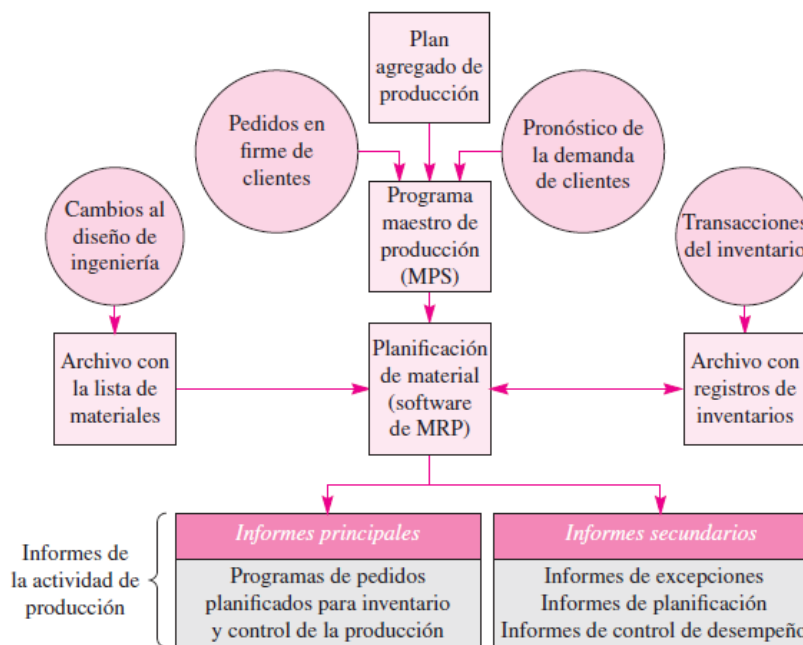 Plan
agregado de
producción
Pedidos en
firme de
clientes
Pronóstico de
la demanda
de clientes
Cambios al
diseño de
ingeniería
Programa
maestro de
producción
(MPS)
Transacciones
del inventario
Archivo con
la lista de
materiales
Planificación
de material
(software
de MRP)
Archivo con
registros de
inventarios
Informes de
la actividad de
producción
Informes principales
Programas de pedidos
planificados para inventario
y control de la producción
Informes secundarios
Informes de excepciones
Informes de planificación
Informes de control de desempeño